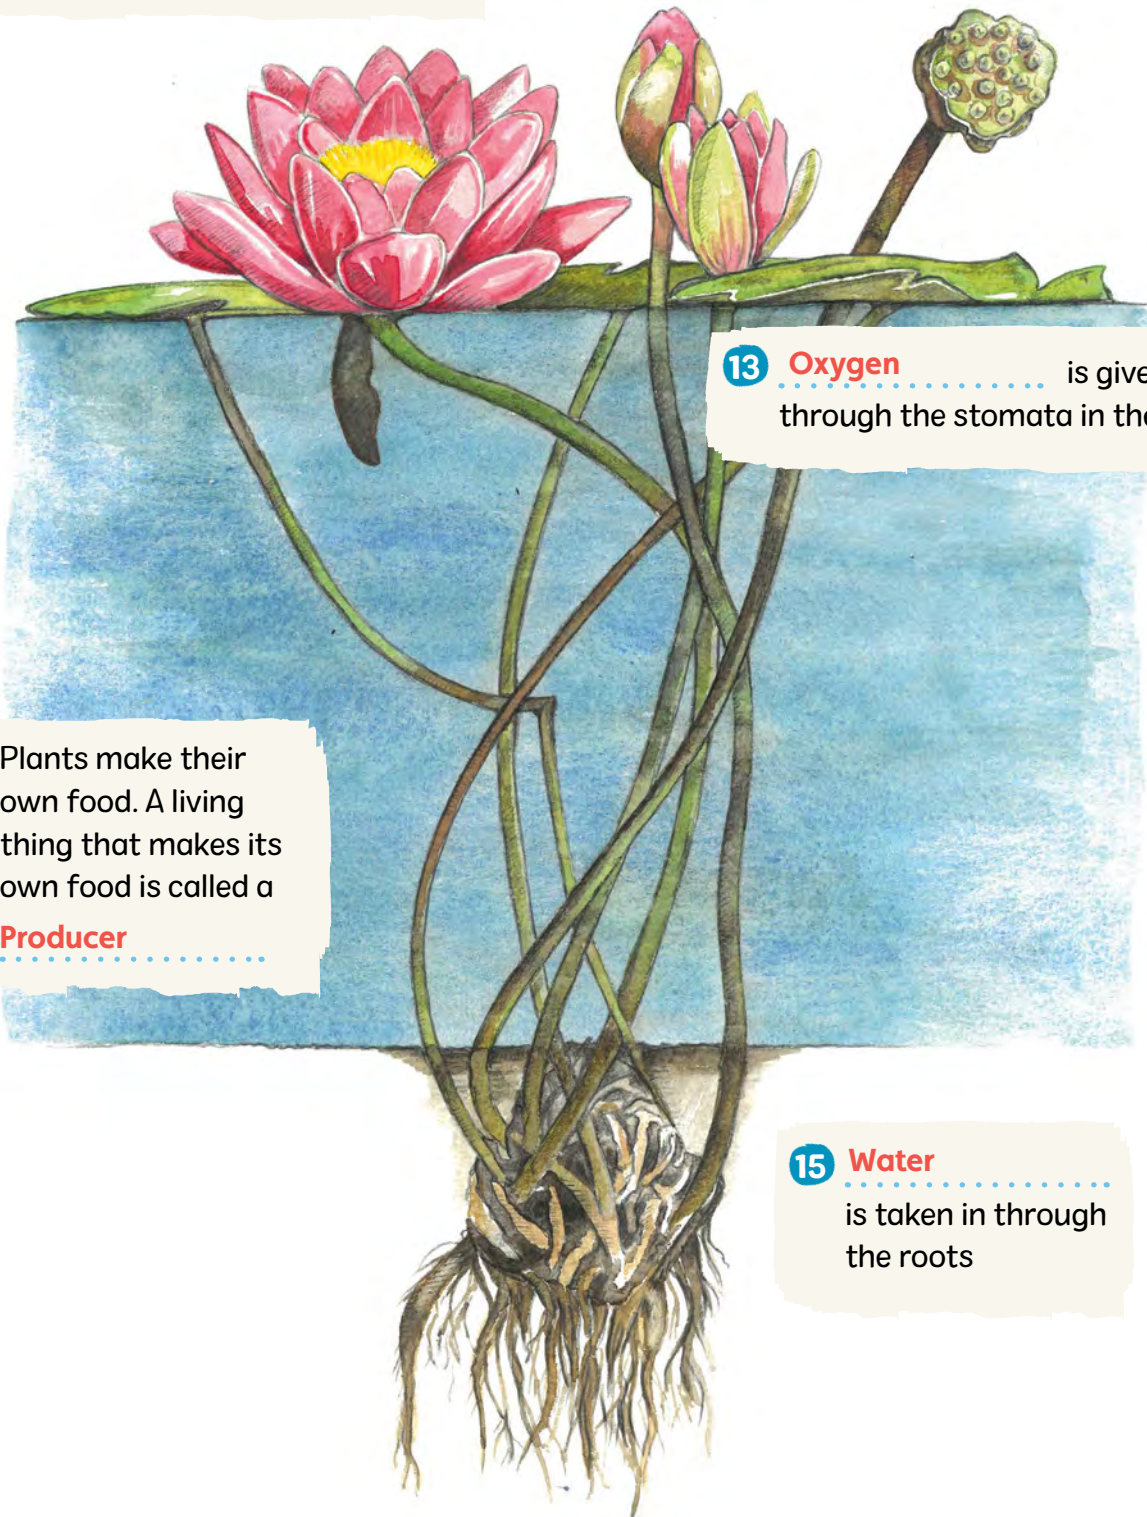 13 Oxygen is give
through the stomata in the
Plants make their
own food. A living
thing that makes its
own food is called a
Producer
15 Water
is taken in through
the roots